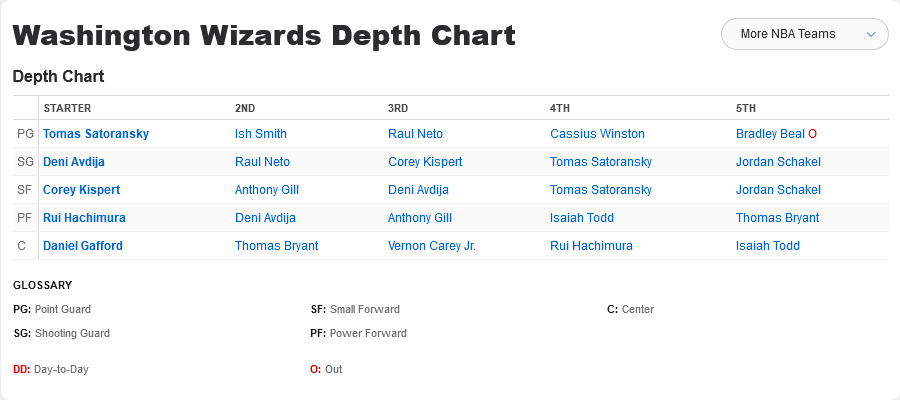 Washington Wizards Depth Chart
More NBA Teams
Depth Chart
STARTER 2ND 3RD 4TH 5TH
PG Tomas Satoransky Ish Smith Raul Neto Cassius Winston Bradley Beal O
SG Deni Avdija Raul Neto Corey Kispert Tomas Satoransky Jordan Schakel
SF Corey Kispert Anthony Gill Deni Avdija Tomas Satoransky Jordan Schakel
PF Rui Hachimura Deni Avdija Anthony Gill Isaiah Todd Thomas Bryant
C Daniel Gafford Thomas Bryant Vernon Carey Jr. Rui Hachimura Isaiah Todd
GLOSSARY
PG: Point Guard SF: Small Forward C: Center
SG: Shooting Guard PF: Power Forward
DD: Day-to-Day O: Out